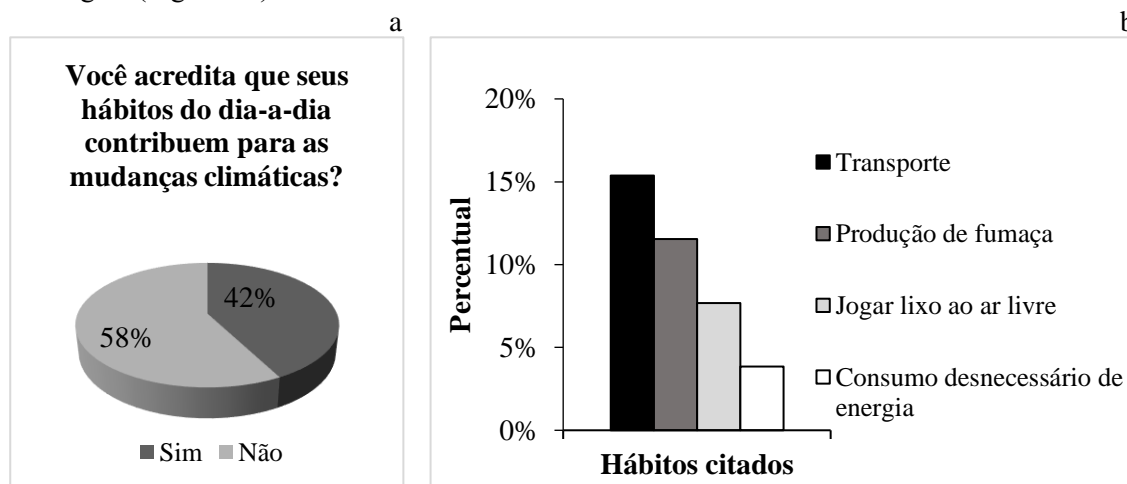 a
b
Você acredita que seus
hábitos do dia-a-dia
contribuem para as
mudanças climáticas?
42%
58%
Sim Não
20%
15%
10%
5%
0%
Percentual
Hábitos citados
Transporte
Produção de fumaça
Jogar lixo ao ar livre
Consumo desnecessário de
energia